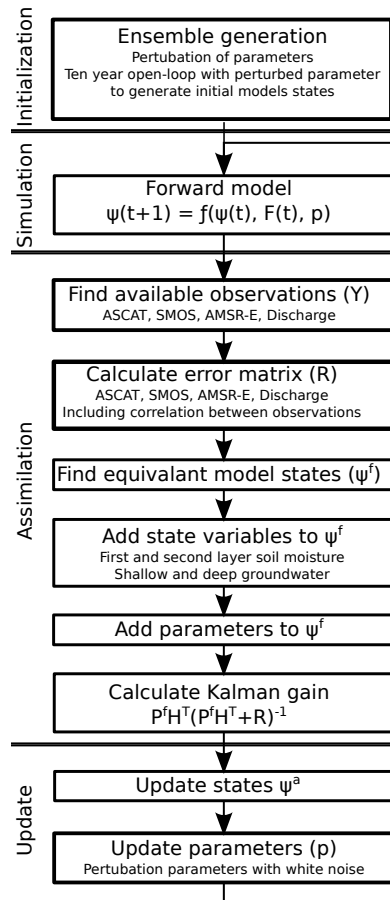 Initialization
Ensemble generation
Pertubation of parameters
Ten year open-loop with perturbed parameter
to generate initial models states
Simulation
Forward model
ψ(t+1) = ƒ(ψ(t), F(t), p)
Assimilation
Find available observations (Y)
ASCAT, SMOS, AMSR-E, Discharge
Calculate error matrix (R)
ASCAT, SMOS, AMSR-E, Discharge
Including correlation between observations
Find equivalant model states (ψᶠ)
Add state variables to ψᶠ
First and second layer soil moisture
Shallow and deep groundwater
Add parameters to ψᶠ
Calculate Kalman gain
PᶠHᵀ(PᶠHᵀ+R)⁻¹
Update
Update states ψᵃ
Update parameters (p)
Pertubation parameters with white noise